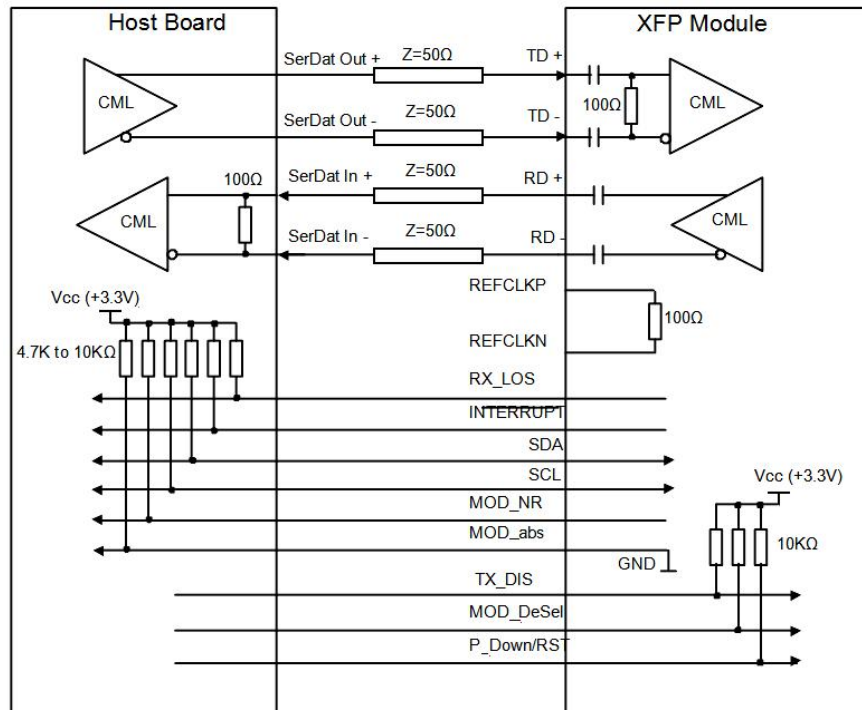 Host Board
XFP Module
SerDat Out +
Z=50Ω
TD +
CML
100Ω
CML
SerDat Out -
Z=50Ω
TD -
SerDat In +
Z=50Ω
RD +
100Ω
CML
CML
SerDat In -
Z=50Ω
RD -
REFCLKP
Vcc (+3.3V)
100Ω
4.7K to 10KΩ
REFCLKN
RX_LOS
INTERRUPT
SDA
SCL
Vcc (+3.3V)
MOD_NR
MOD_abs
10KΩ
GND
TX_DIS
MOD_DeSel
P_Down/RST